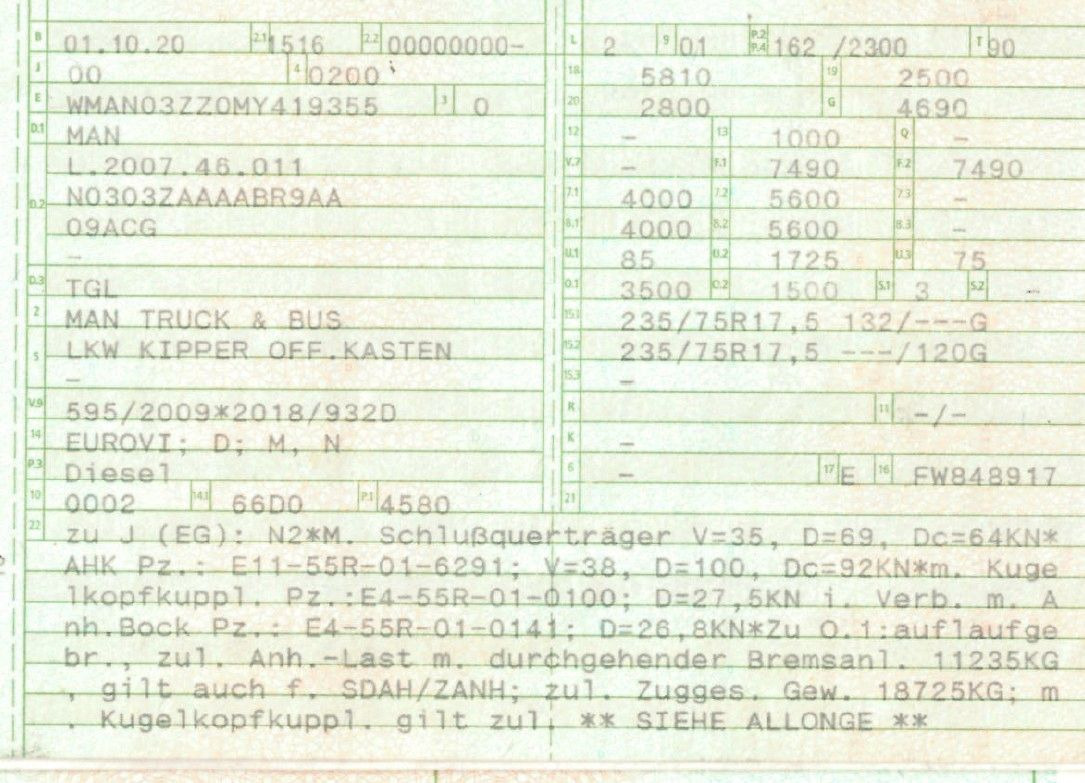 B 01.10.20 2.1 1516 2.2 00000000-
J 00 4 0200
E WMAN03ZZ0MY419355 3 0
D.1 MAN
L.2007.46.011
D.2 N0303ZAAAABR9AA
09ACG
-
D.3 TGL
2 MAN TRUCK & BUS
5 LKW KIPPER OFF.KASTEN
-
V.9 595/2009*2018/932D
14 EUROVI; D; M, N
P.3 Diesel
10 0002 14.1 66D0 P.1 4580
L 2 9 01 P.2 P.4 162 /2300 T 90
18 5810 19 2500
20 2800 G 4690
12 - 13 1000 Q -
V.7 - F.1 7490 F.2 7490
7.1 4000 7.2 5600 7.3 -
8.1 4000 8.2 5600 8.3 -
U.1 85 U.2 1725 U.3 75
O.1 3500 O.2 1500 S.1 3 S.2 -
15.1 235/75R17,5 132/---G
15.2 235/75R17,5 ---/120G
15.3 -
R 11 -/-
K -
6 - 17 E 16 FW848917
21
22 zu J (EG): N2*M. Schlußquerträger V=35, D=69, Dc=64KN*
AHK Pz.: E11-55R-01-6291; V=38, D=100, Dc=92KN*m. Kuge
lkopfkuppl. Pz.:E4-55R-01-0100; D=27,5KN i. Verb. m. A
nh.Bock Pz.: E4-55R-01-0141; D=26,8KN*Zu O.1:auflaufge
br., zul. Anh.-Last m. durchgehender Bremsanl. 11235KG
, gilt auch f. SDAH/ZANH; zul. Zugges. Gew. 18725KG; m
. Kugelkopfkuppl. gilt zul. ** SIEHE ALLONGE **